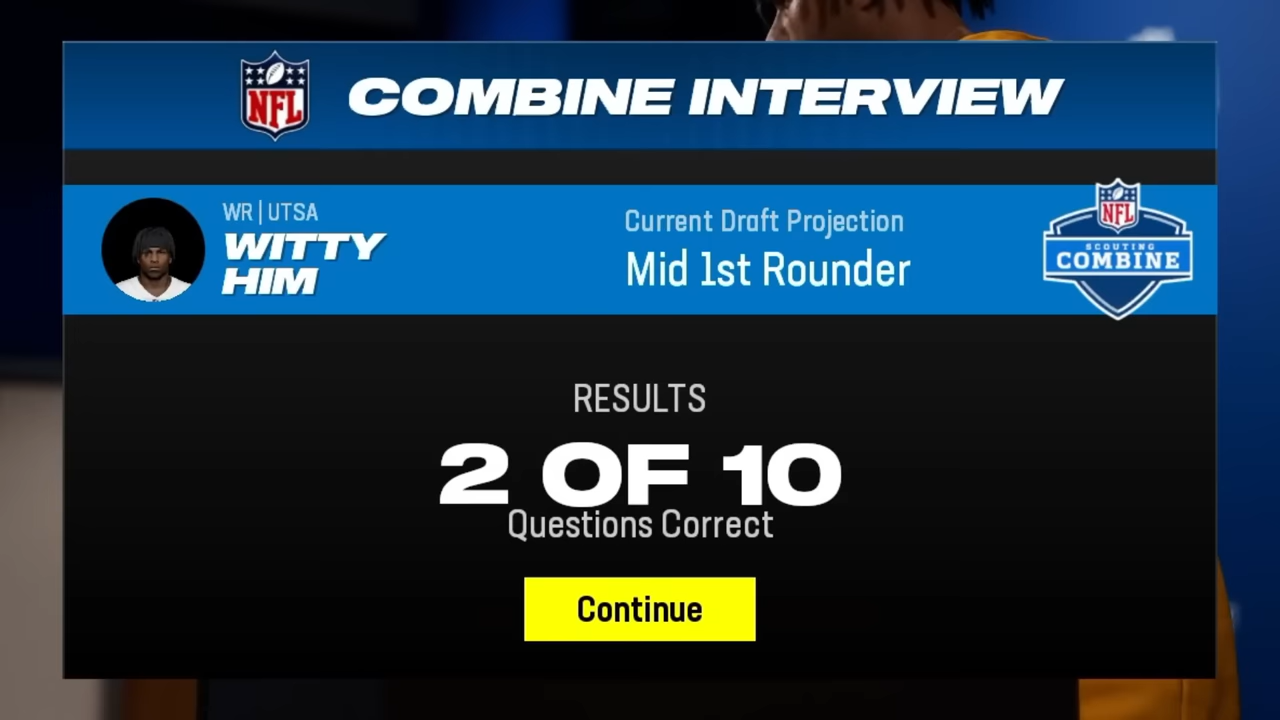 NFL
COMBINE INTERVIEW
WR | UTSA
WITTY
HIM
Current Draft Projection
Mid 1st Rounder
NFL
SCOUTING
COMBINE
RESULTS
2 OF 10
Questions Correct
Continue